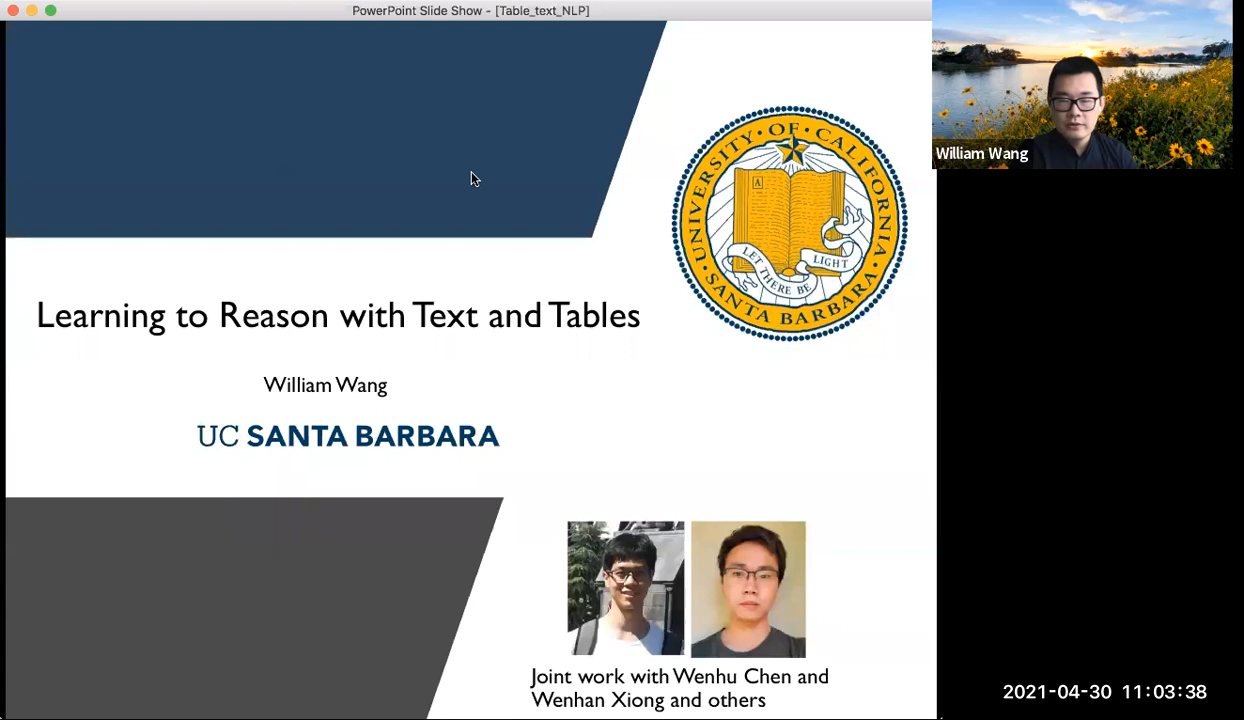 PowerPoint Slide Show - [Table_text_NLP]
UNIVERSITY·OF·CALIFORNIA
A
LET THERE BE LIGHT
·SANTA BARBARA·
William Wang
Learning to Reason with Text and Tables
William Wang
UC SANTA BARBARA
Joint work with Wenhu Chen and
Wenhan Xiong and others
2021-04-30 11:03:38